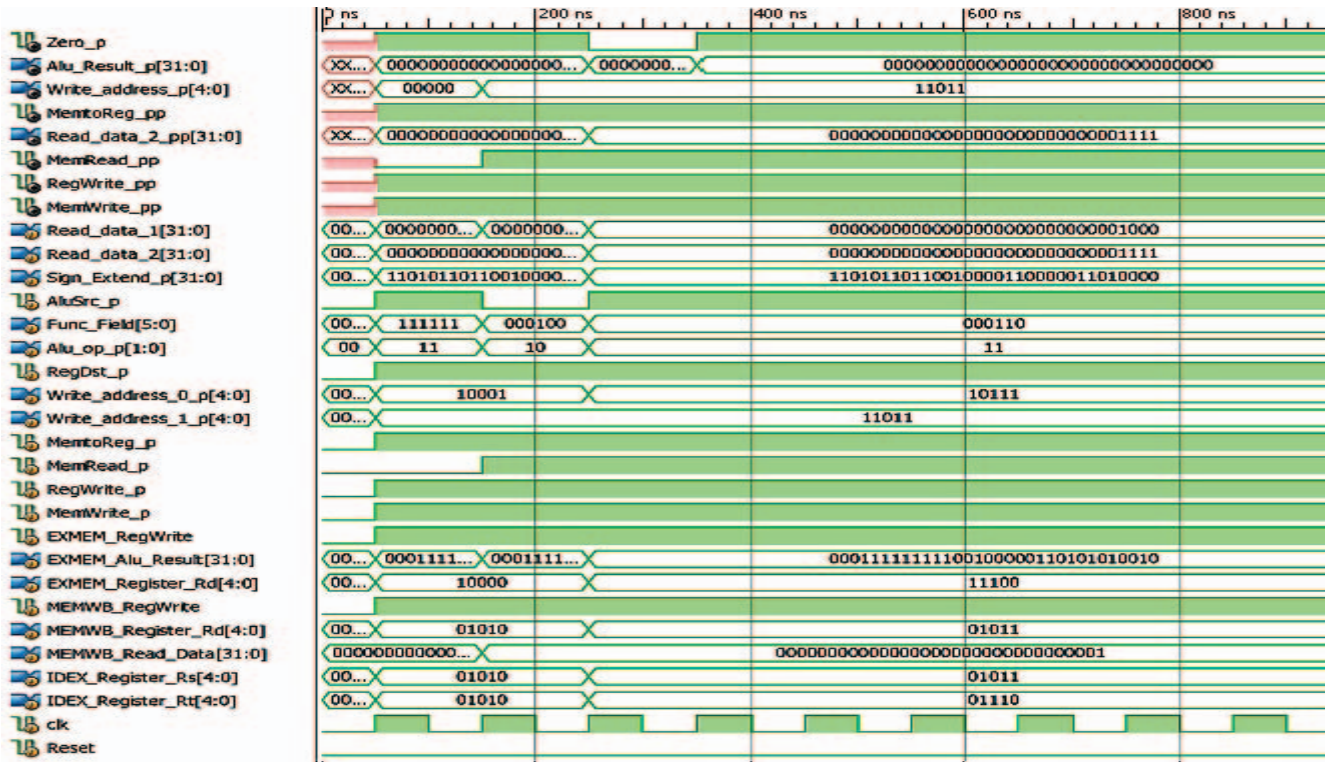 0 ns 200 ns 400 ns 600 ns 800 ns
Zero_p
Alu_Result_p[31:0] XX... 00000000000000000... 0000000... 00000000000000000000000000000000
Write_address_p[4:0] XX... 00000 11011
MemtoReg_pp
Read_data_2_pp[31:0] XX... 00000000000000000... 00000000000000000000000000001111
MemRead_pp
RegWrite_pp
MemWrite_pp
Read_data_1[31:0] 00... 0000000... 0000000... 00000000000000000000000000001000
Read_data_2[31:0] 00... 00000000000000000... 00000000000000000000000000001111
Sign_Extend_p[31:0] 00... 11010110110010000... 11010110110010000110000011010000
AluSrc_p
Func_Field[5:0] 00... 111111 000100 000110
Alu_op_p[1:0] 00 11 10 11
RegDst_p
Write_address_0_p[4:0] 00... 10001 10111
Write_address_1_p[4:0] 00... 11011
MemtoReg_p
MemRead_p
RegWrite_p
MemWrite_p
EXMEM_RegWrite
EXMEM_Alu_Result[31:0] 00... 0001111... 0001111... 00011111111100100000110101010010
EXMEM_Register_Rd[4:0] 00... 10000 11100
MEMWB_RegWrite
MEMWB_Register_Rd[4:0] 00... 01010 01011
MEMWB_Read_Data[31:0] 000000000000... 00000000000000000000000000000001
IDEX_Register_Rs[4:0] 00... 01010 01011
IDEX_Register_Rt[4:0] 00... 01010 01110
clk
Reset